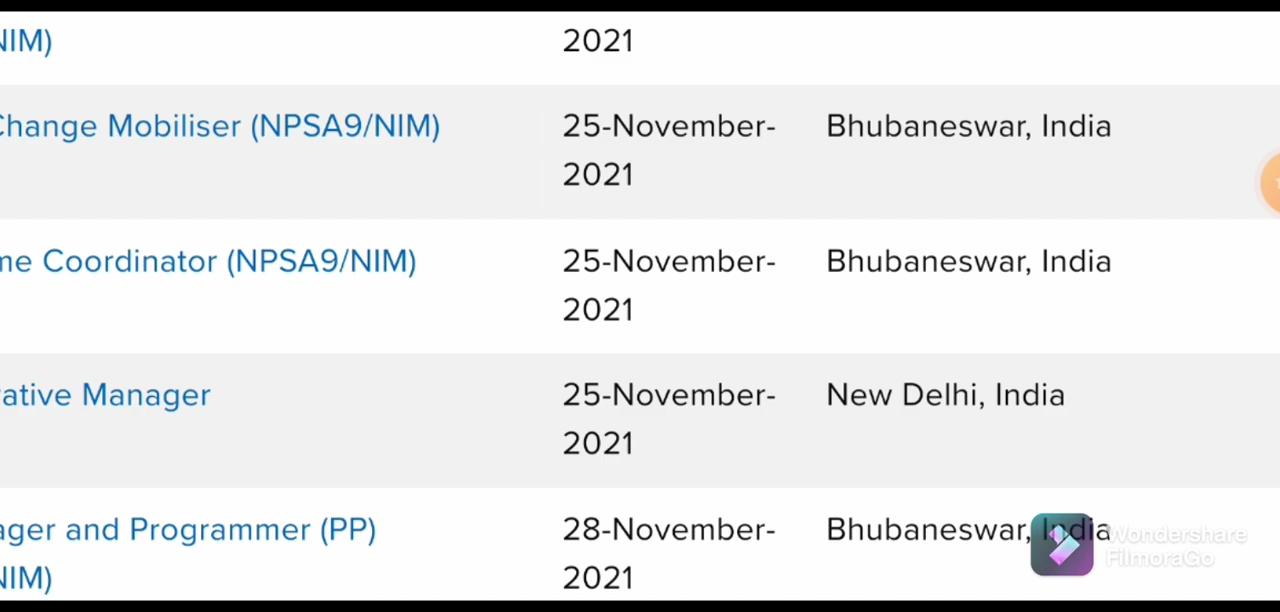 NIM)
2021
Change Mobiliser (NPSA9/NIM)
25-November-
2021
Bhubaneswar, India
me Coordinator (NPSA9/NIM)
25-November-
2021
Bhubaneswar, India
ative Manager
25-November-
2021
New Delhi, India
ager and Programmer (PP)
NIM)
28-November-
2021
Bhubaneswar, India
Wondershare
FilmoraGo